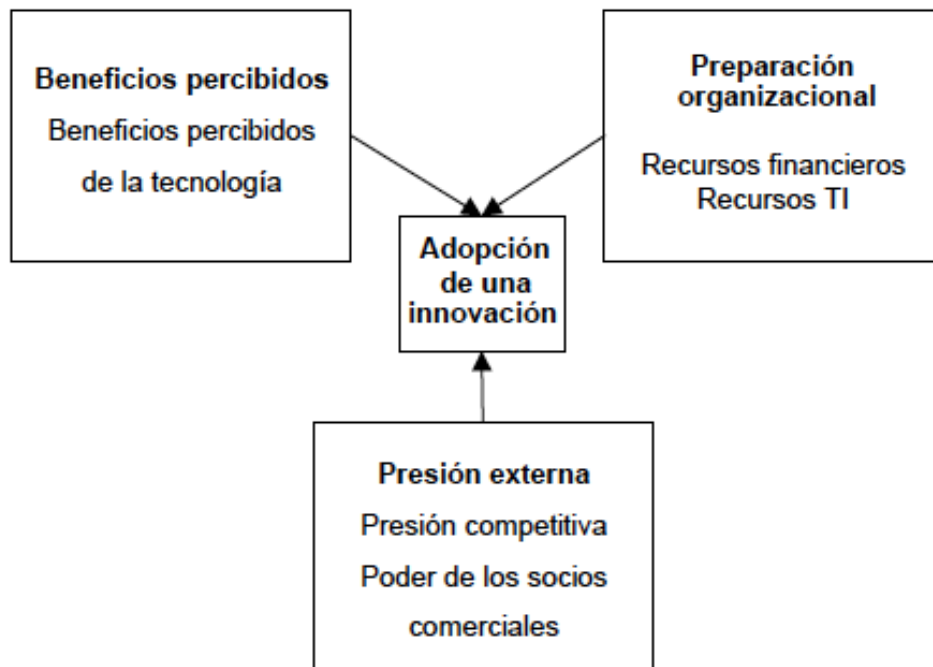 Beneficios percibidos
Beneficios percibidos
de la tecnología
Preparación
organizacional
Recursos financieros
Recursos TI
Adopción
de una
innovación
Presión externa
Presión competitiva
Poder de los socios
comerciales